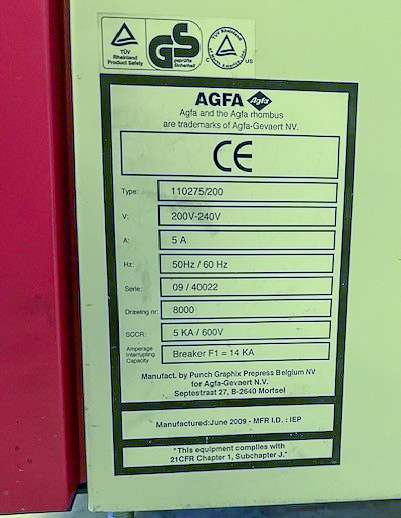 TÜV
Rheinland
Product Safety
GS
geprüfte
Sicherheit
C US
AGFA Agfa
Agfa and the Agfa rhombus
are trademarks of Agfa-Gevaert NV.
CE
Type: 110275/200
V: 200V-240V
A: 5 A
Hz: 50Hz / 60 Hz
Serie: 09 / 40022
Drawing nr: 8000
SCCR: 5 KA / 600V
Amperage
Interrupting
Capacity
Breaker F1 = 14 KA
Manufact. by Punch Graphix Prepress Belgium NV
for Agfa-Gevaert N.V.
Septestraat 27, B-2640 Mortsel
Manufactured:June 2009 - MFR I.D. : IEP
"This equipment complies with
21CFR Chapter 1, Subchapter J."